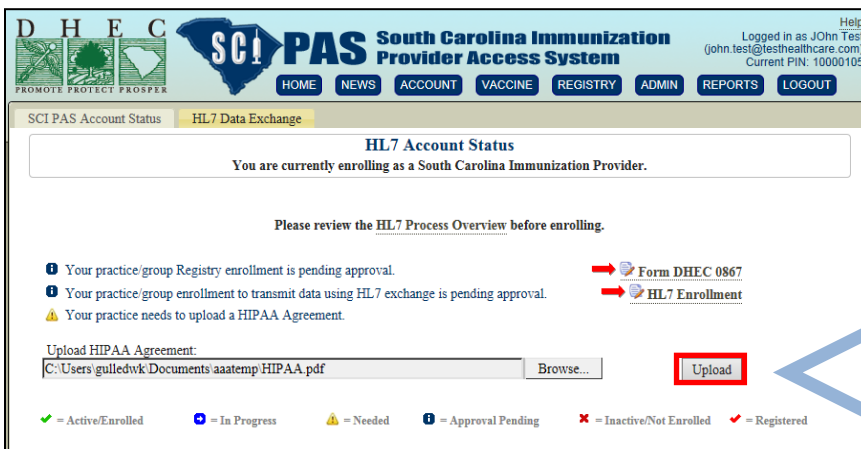 D H E C
PROMOTE PROTECT PROSPER
SCI PAS South Carolina Immunization
Provider Access System
Help
Logged in as JOhn Test
(john.test@testhealthcare.com)
Current PIN: 10000105
HOME NEWS ACCOUNT VACCINE REGISTRY ADMIN REPORTS LOGOUT
SCI PAS Account Status HL7 Data Exchange
HL7 Account Status
You are currently enrolling as a South Carolina Immunization Provider.
Please review the HL7 Process Overview before enrolling.
Your practice/group Registry enrollment is pending approval. Form DHEC 0867
Your practice/group enrollment to transmit data using HL7 exchange is pending approval. HL7 Enrollment
Your practice needs to upload a HIPAA Agreement.
Upload HIPAA Agreement:
C:\Users\gulledwk\Documents\aaatemp\HIPAA.pdf Browse... Upload
= Active/Enrolled = In Progress = Needed = Approval Pending = Inactive/Not Enrolled = Registered